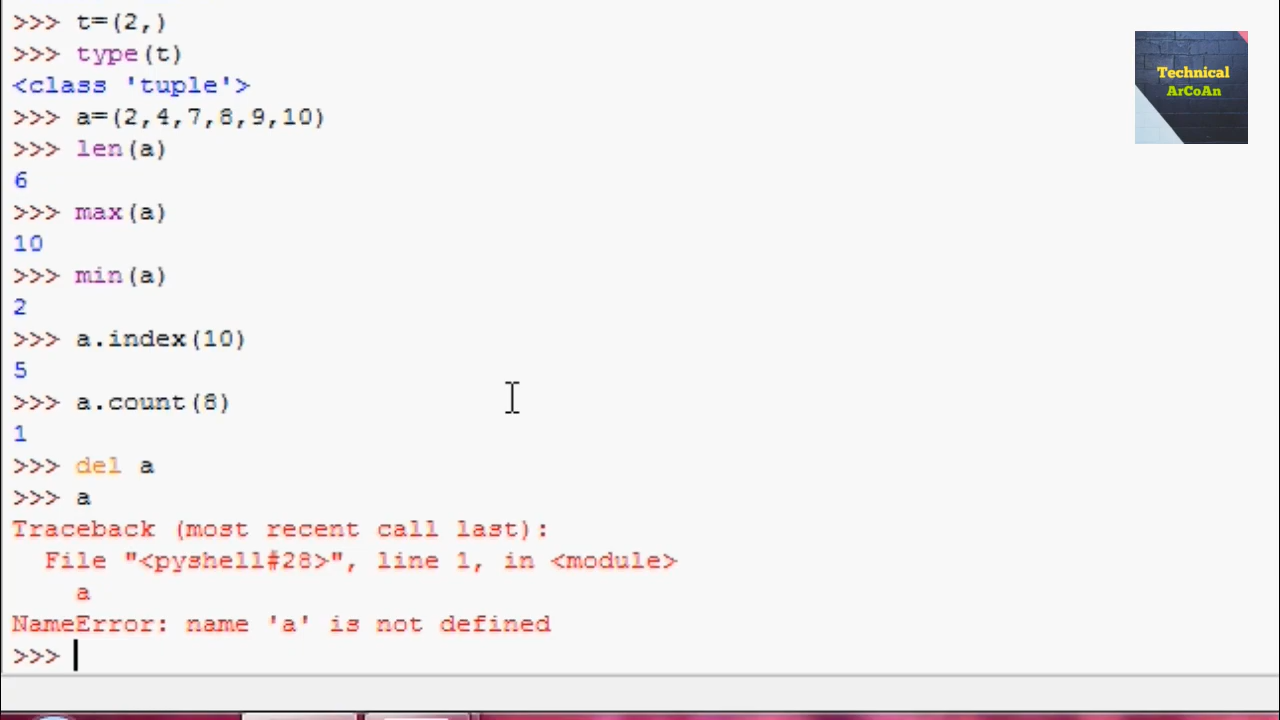 >>> t=(2,)
>>> type(t)
<class 'tuple'>
>>> a=(2,4,7,8,9,10)
>>> len(a)
6
>>> max(a)
10
>>> min(a)
2
>>> a.index(10)
5
>>> a.count(8)
1
>>> del a
>>> a
Traceback (most recent call last):
  File "<pyshell#28>", line 1, in <module>
    a
NameError: name 'a' is not defined
>>>
Technical
ArCoAn